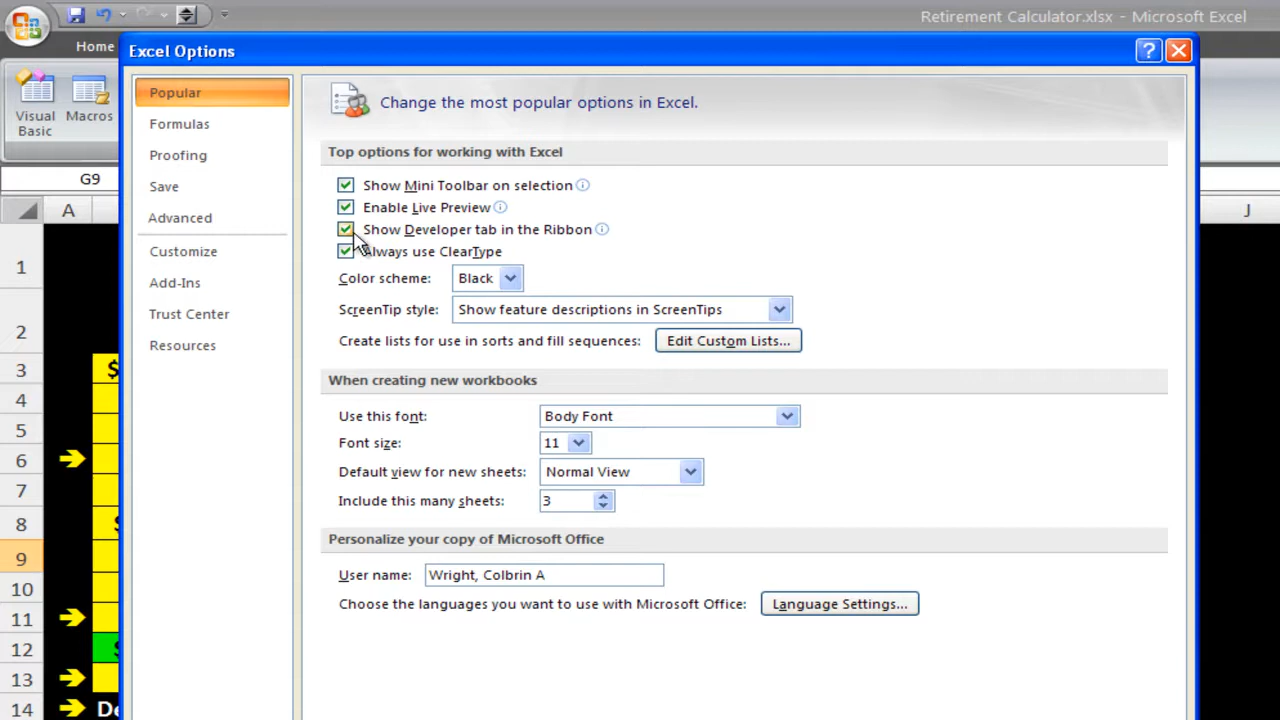 Retirement Calculator.xlsx - Microsoft Excel
Home
Excel Options
Visual Basic
Macros
G9
A
J
1
2
3
4
5
6
7
8
9
10
11
12
13
14
$
$
Popular
Formulas
Proofing
Save
Advanced
Customize
Add-Ins
Trust Center
Resources
Change the most popular options in Excel.
Top options for working with Excel
Show Mini Toolbar on selection
Enable Live Preview
Show Developer tab in the Ribbon
Always use ClearType
Color scheme: Black
ScreenTip style: Show feature descriptions in ScreenTips
Create lists for use in sorts and fill sequences: Edit Custom Lists...
When creating new workbooks
Use this font: Body Font
Font size: 11
Default view for new sheets: Normal View
Include this many sheets: 3
Personalize your copy of Microsoft Office
User name: Wright, Colbrin A
Choose the languages you want to use with Microsoft Office: Language Settings...